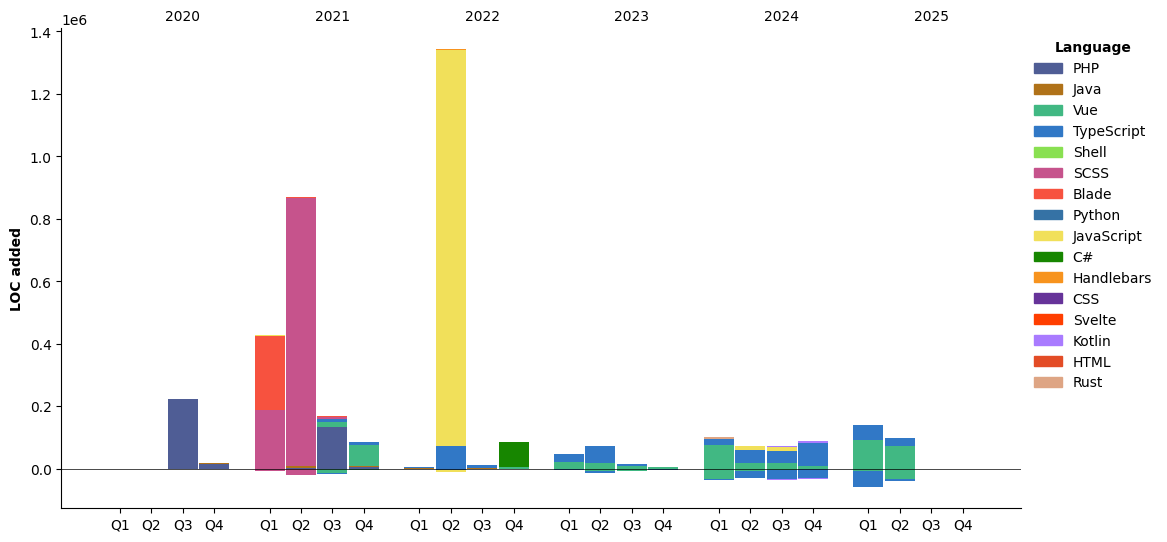 2020 2021 2022 2023 2024 2025
1e6
1.4
1.2
1.0
0.8
0.6
0.4
0.2
0.0
LOC added
Q1 Q2 Q3 Q4 Q1 Q2 Q3 Q4 Q1 Q2 Q3 Q4 Q1 Q2 Q3 Q4 Q1 Q2 Q3 Q4 Q1 Q2 Q3 Q4
Language
PHP
Java
Vue
TypeScript
Shell
SCSS
Blade
Python
JavaScript
C#
Handlebars
CSS
Svelte
Kotlin
HTML
Rust